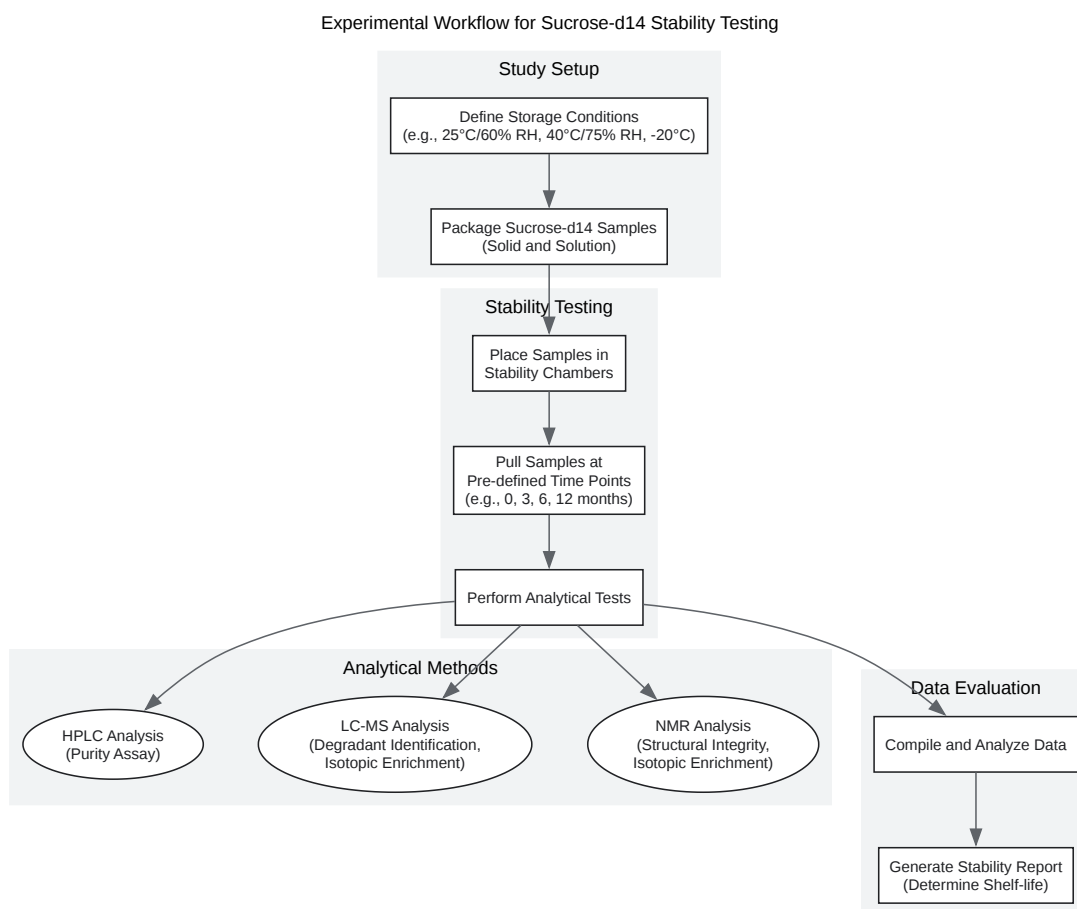 Experimental Workflow for Sucrose-d14 Stability Testing
Study Setup
Define Storage Conditions
(e.g., 25°C/60% RH, 40°C/75% RH, -20°C)
Package Sucrose-d14 Samples
(Solid and Solution)
Stability Testing
Place Samples in
Stability Chambers
Pull Samples at
Pre-defined Time Points
(e.g., 0, 3, 6, 12 months)
Perform Analytical Tests
Analytical Methods
HPLC Analysis
(Purity Assay)
LC-MS Analysis
(Degradant Identification,
Isotopic Enrichment)
NMR Analysis
(Structural Integrity,
Isotopic Enrichment)
Data Evaluation
Compile and Analyze Data
Generate Stability Report
(Determine Shelf-life)